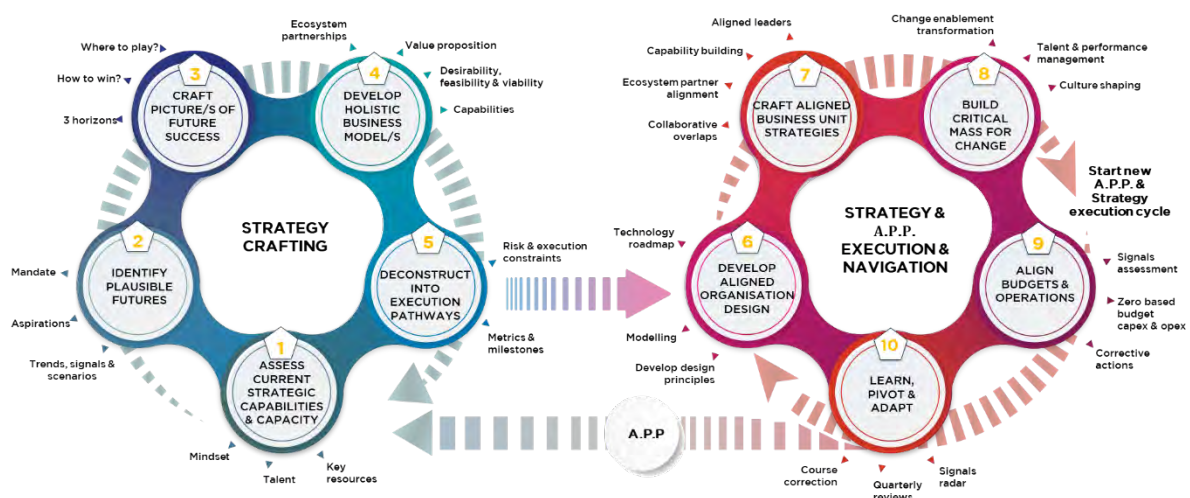 Where to play?
How to win?
3 horizons
3
CRAFT
PICTURE/S OF
FUTURE
SUCCESS
Ecosystem
partnerships
Value proposition
Desirability,
feasibility & viability
Capabilities
4
DEVELOP
HOLISTIC
BUSINESS
MODEL/S
STRATEGY
CRAFTING
Mandate
Aspirations
Trends, signals &
scenarios
2
IDENTIFY
PLAUSIBLE
FUTURES
5
DECONSTRUCT
INTO
EXECUTION
PATHWAYS
Risk & execution
constraints
Metrics &
milestones
1
ASSESS
CURRENT
STRATEGIC
CAPABILITIES
& CAPACITY
Mindset
Talent
Key
resources
A.P.P
Aligned leaders
Capability building
Ecosystem partner
alignment
Collaborative
overlaps
7
CRAFT ALIGNED
BUSINESS UNIT
STRATEGIES
Change enablement
transformation
Talent & performance
management
Culture shaping
8
BUILD
CRITICAL
MASS FOR
CHANGE
Start new
A.P.P. &
Strategy
execution cycle
STRATEGY &
A.P.P.
EXECUTION &
NAVIGATION
Technology
roadmap
Modelling
Develop design
principles
6
DEVELOP
ALIGNED
ORGANISATION
DESIGN
9
ALIGN
BUDGETS &
OPERATIONS
Signals
assessment
Zero based
budget
capex & opex
Corrective
actions
10
LEARN,
PIVOT &
ADAPT
Course
correction
Quarterly
reviews
Signals
radar